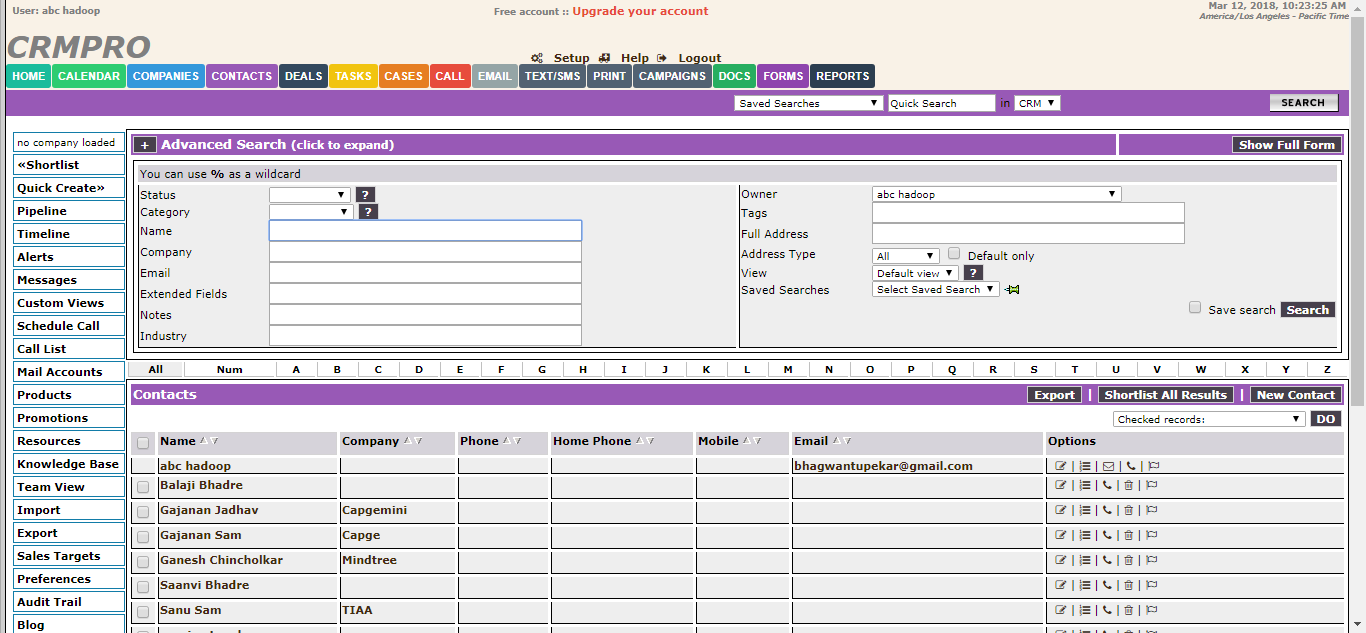 User: abc hadoop
Free account :: Upgrade your account
Mar 12, 2018, 10:23:25 AM
America/Los Angeles - Pacific Time
CRMPRO
Setup Help Logout
HOME CALENDAR COMPANIES CONTACTS DEALS TASKS CASES CALL EMAIL TEXT/SMS PRINT CAMPAIGNS DOCS FORMS REPORTS
Saved Searches Quick Search in CRM SEARCH
no company loaded
«Shortlist
Quick Create»
Pipeline
Timeline
Alerts
Messages
Custom Views
Schedule Call
Call List
Mail Accounts
Products
Promotions
Resources
Knowledge Base
Team View
Import
Export
Sales Targets
Preferences
Audit Trail
Blog
+ Advanced Search (click to expand) Show Full Form
You can use % as a wildcard
Status ?
Category ?
Name
Company
Email
Extended Fields
Notes
Industry
Owner abc hadoop
Tags
Full Address
Address Type All Default only
View Default view ?
Saved Searches Select Saved Search
Save search Search
All Num A B C D E F G H I J K L M N O P Q R S T U V W X Y Z
Contacts Export | Shortlist All Results | New Contact
Checked records: DO
Name Company Phone Home Phone Mobile Email Options
abc hadoop bhagwantupekar@gmail.com
Balaji Bhadre
Gajanan Jadhav Capgemini
Gajanan Sam Capge
Ganesh Chincholkar Mindtree
Saanvi Bhadre
Sanu Sam TIAA